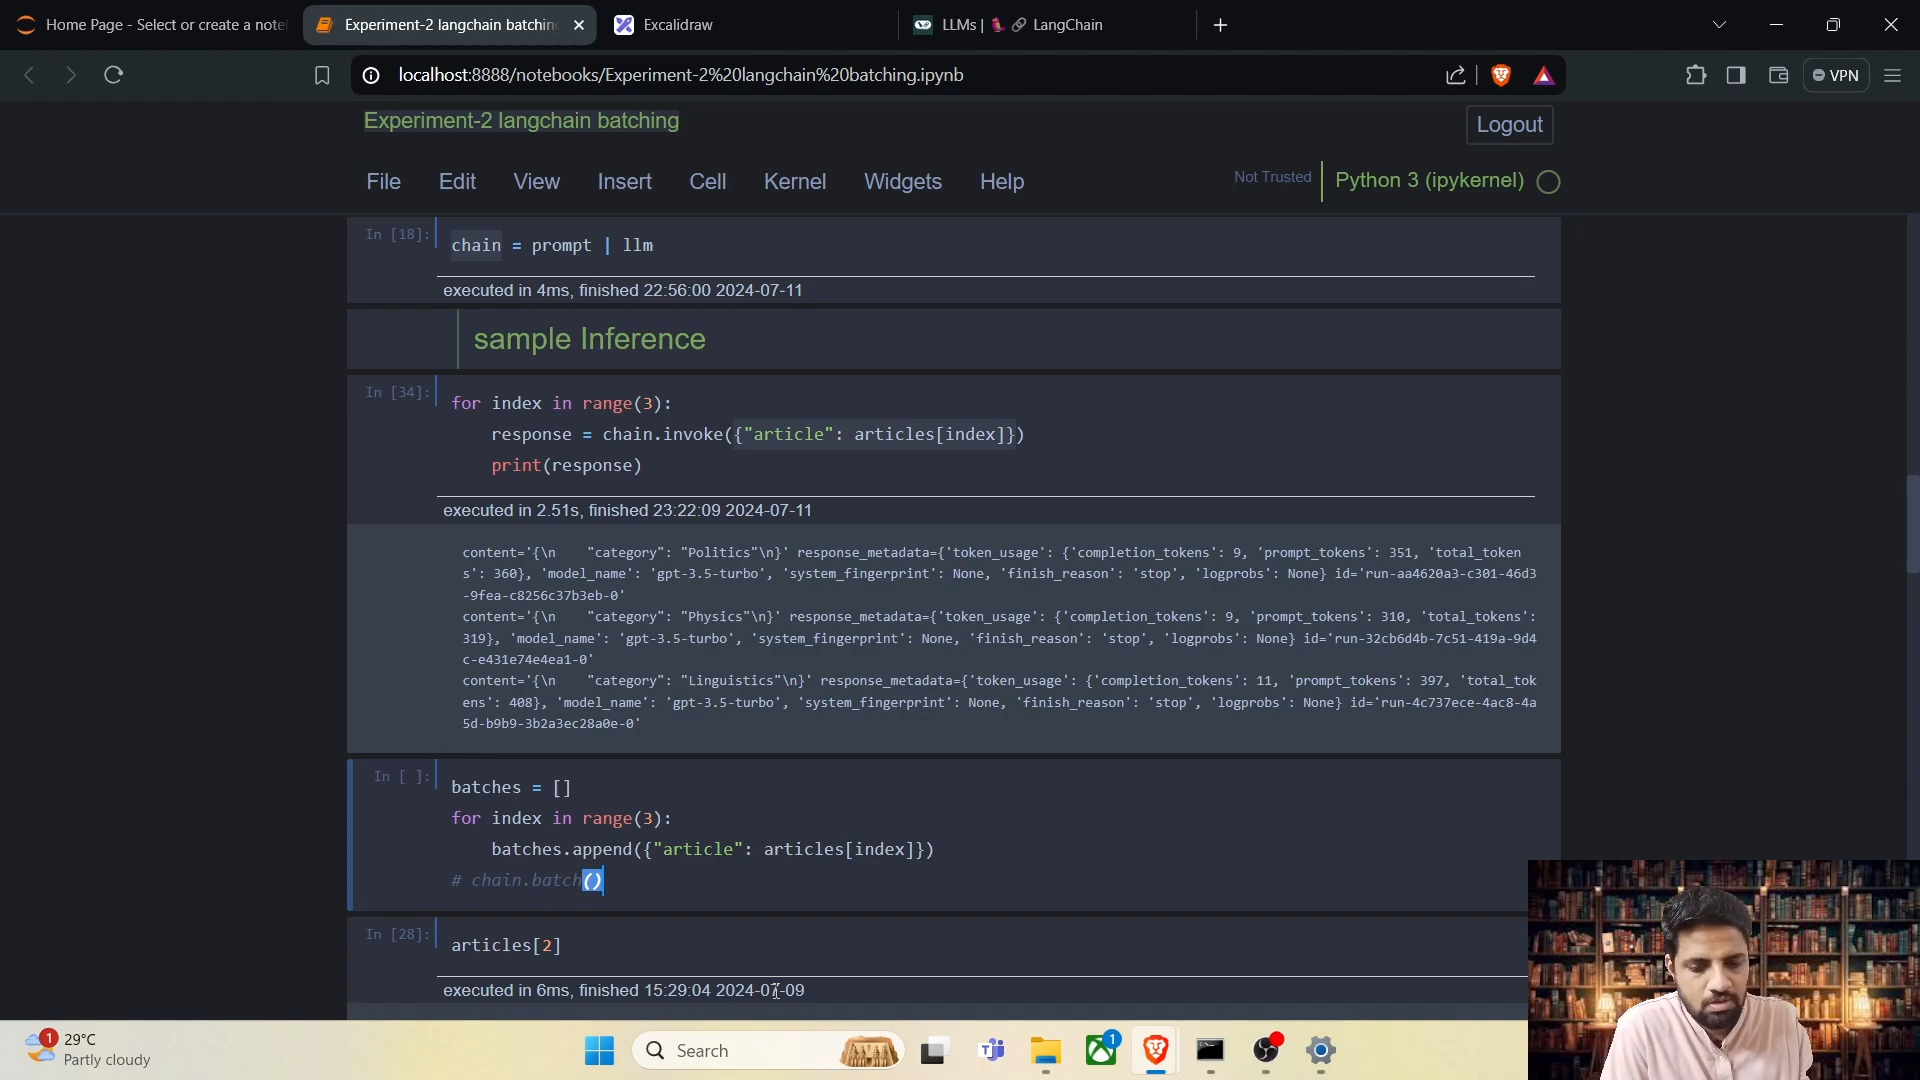 Home Page - Select or create a note
Experiment-2 langchain batchin
Excalidraw
LLMs | 🦜🔗 LangChain
localhost:8888/notebooks/Experiment-2%20langchain%20batching.ipynb
VPN
Experiment-2 langchain batching
Logout
File Edit View Insert Cell Kernel Widgets Help
Not Trusted
Python 3 (ipykernel)
In [18]:
chain = prompt | llm
executed in 4ms, finished 22:56:00 2024-07-11
sample Inference
In [34]:
for index in range(3):
    response = chain.invoke({"article": articles[index]})
    print(response)
executed in 2.51s, finished 23:22:09 2024-07-11
content='{\n    "category": "Politics"\n}' response_metadata={'token_usage': {'completion_tokens': 9, 'prompt_tokens': 351, 'total_token
s': 360}, 'model_name': 'gpt-3.5-turbo', 'system_fingerprint': None, 'finish_reason': 'stop', 'logprobs': None} id='run-aa4620a3-c301-46d3
-9fea-c8256c37b3eb-0'
content='{\n    "category": "Physics"\n}' response_metadata={'token_usage': {'completion_tokens': 9, 'prompt_tokens': 310, 'total_tokens':
319}, 'model_name': 'gpt-3.5-turbo', 'system_fingerprint': None, 'finish_reason': 'stop', 'logprobs': None} id='run-32cb6d4b-7c51-419a-9d4
c-e431e74e4ea1-0'
content='{\n    "category": "Linguistics"\n}' response_metadata={'token_usage': {'completion_tokens': 11, 'prompt_tokens': 397, 'total_tok
ens': 408}, 'model_name': 'gpt-3.5-turbo', 'system_fingerprint': None, 'finish_reason': 'stop', 'logprobs': None} id='run-4c737ece-4ac8-4a
5d-b9b9-3b2a3ec28a0e-0'
In [ ]:
batches = []
for index in range(3):
    batches.append({"article": articles[index]})
# chain.batch()
In [28]:
articles[2]
executed in 6ms, finished 15:29:04 2024-07-09
1
29°C
Partly cloudy
Search
1